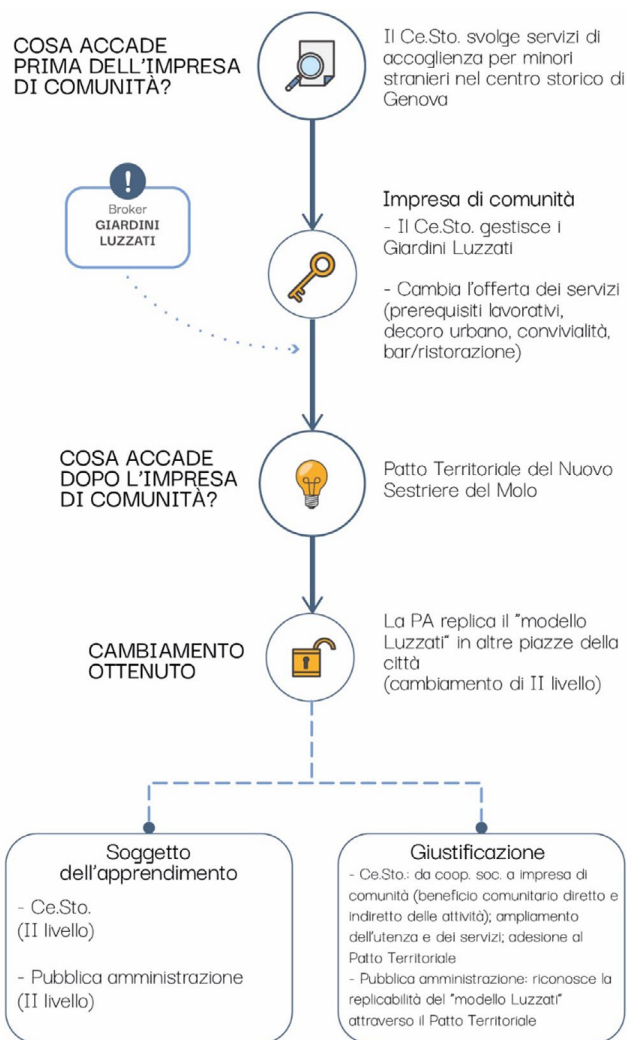 COSA ACCADE
PRIMA DELL'IMPRESA
DI COMUNITÀ?
Il Ce.Sto. svolge servizi di
accoglienza per minori
stranieri nel centro storico di
Genova
!
Broker
GIARDINI
LUZZATI
Impresa di comunità
- Il Ce.Sto. gestisce i
Giardini Luzzati
- Cambia l'offerta dei servizi
(prerequisiti lavorativi,
decoro urbano, convivialità,
bar/ristorazione)
COSA ACCADE
DOPO L'IMPRESA
DI COMUNITÀ?
Patto Territoriale del Nuovo
Sestriere del Molo
CAMBIAMENTO
OTTENUTO
La PA replica il "modello
Luzzati" in altre piazze della
città
(cambiamento di II livello)
Soggetto
dell'apprendimento
- Ce.Sto.
(II livello)
- Pubblica amministrazione
(II livello)
Giustificazione
- Ce.Sto.: da coop. soc. a impresa di
comunità (beneficio comunitario diretto e
indiretto delle attività); ampliamento
dell'utenza e dei servizi; adesione al
Patto Territoriale
- Pubblica amministrazione: riconosce la
replicabilità del "modello Luzzati"
attraverso il Patto Territoriale